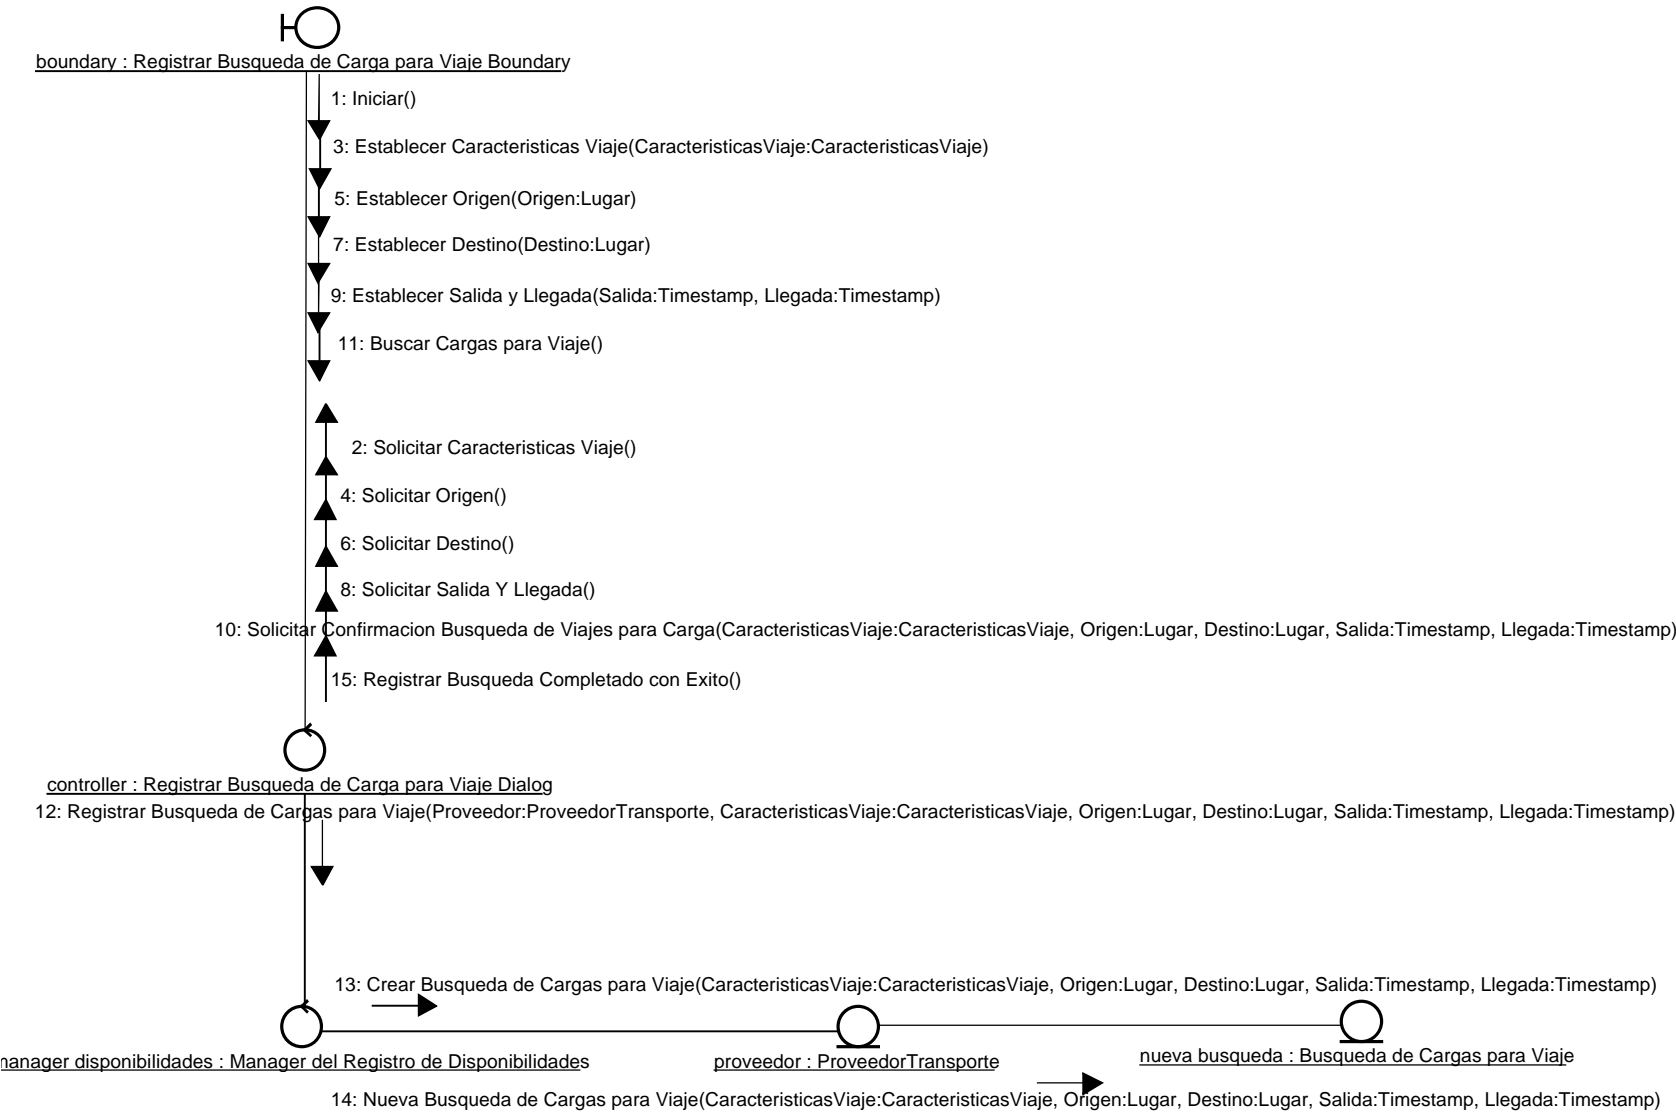 boundary : Registrar Busqueda de Carga para Viaje Boundary
1: Iniciar()
3: Establecer Caracteristicas Viaje(CaracteristicasViaje:CaracteristicasViaje)
5: Establecer Origen(Origen:Lugar)
7: Establecer Destino(Destino:Lugar)
9: Establecer Salida y Llegada(Salida:Timestamp, Llegada:Timestamp)
11: Buscar Cargas para Viaje()
2: Solicitar Caracteristicas Viaje()
4: Solicitar Origen()
6: Solicitar Destino()
8: Solicitar Salida Y Llegada()
10: Solicitar Confirmacion Busqueda de Viajes para Carga(CaracteristicasViaje:CaracteristicasViaje, Origen:Lugar, Destino:Lugar, Salida:Timestamp, Llegada:Timestamp)
15: Registrar Busqueda Completado con Exito()
controller : Registrar Busqueda de Carga para Viaje Dialog
12: Registrar Busqueda de Cargas para Viaje(Proveedor:ProveedorTransporte, CaracteristicasViaje:CaracteristicasViaje, Origen:Lugar, Destino:Lugar, Salida:Timestamp, Llegada:Timestamp)
13: Crear Busqueda de Cargas para Viaje(CaracteristicasViaje:CaracteristicasViaje, Origen:Lugar, Destino:Lugar, Salida:Timestamp, Llegada:Timestamp)
manager disponibilidades : Manager del Registro de Disponibilidades
proveedor : ProveedorTransporte
nueva busqueda : Busqueda de Cargas para Viaje
14: Nueva Busqueda de Cargas para Viaje(CaracteristicasViaje:CaracteristicasViaje, Origen:Lugar, Destino:Lugar, Salida:Timestamp, Llegada:Timestamp)